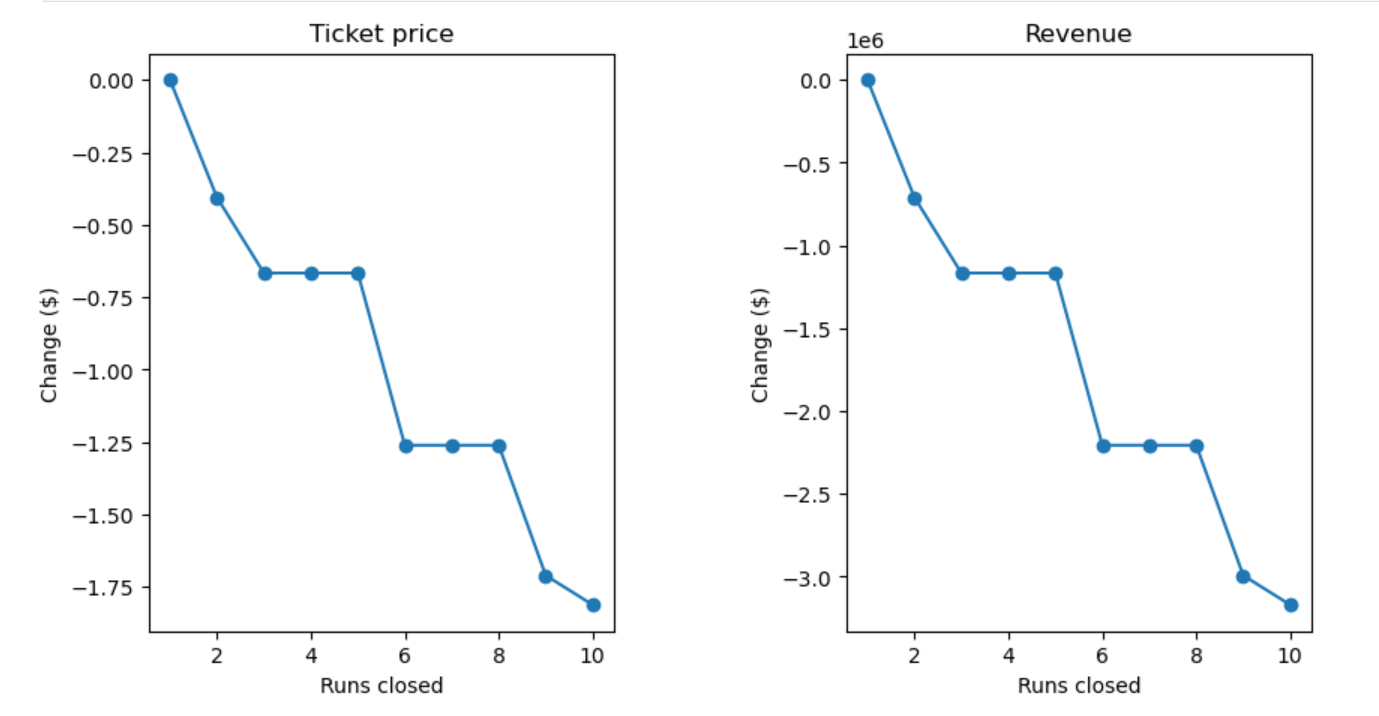 Ticket price
0.00
−0.25
−0.50
−0.75
−1.00
−1.25
−1.50
−1.75
Change ($)
2 4 6 8 10
Runs closed
Revenue
1e6
0.0
−0.5
−1.0
−1.5
−2.0
−2.5
−3.0
Change ($)
2 4 6 8 10
Runs closed